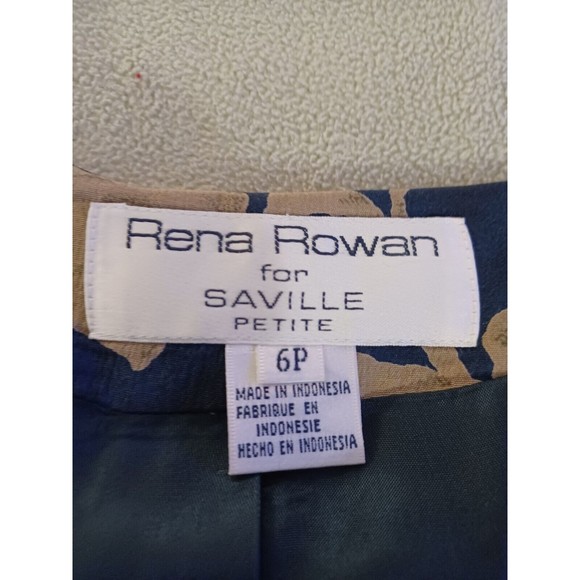 Rena Rowan
for
SAVILLE
PETITE
6P
MADE IN INDONESIA
FABRIQUE EN
INDONESIE
HECHO EN INDONESIA